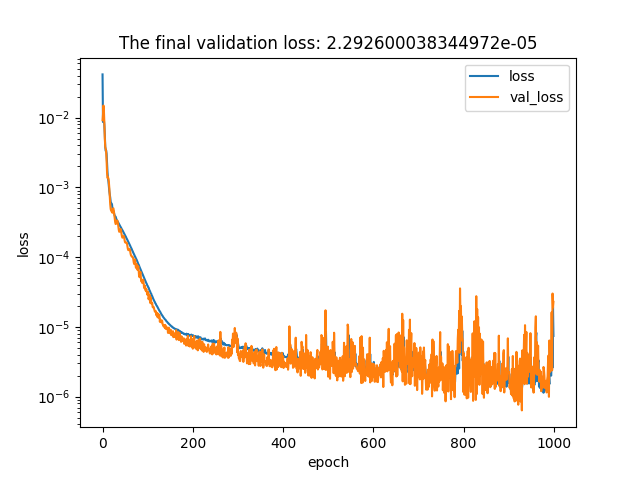 The final validation loss: 2.292600038344972e-05
loss
val_loss
10⁻²
10⁻³
10⁻⁴
10⁻⁵
10⁻⁶
loss
0 200 400 600 800 1000
epoch